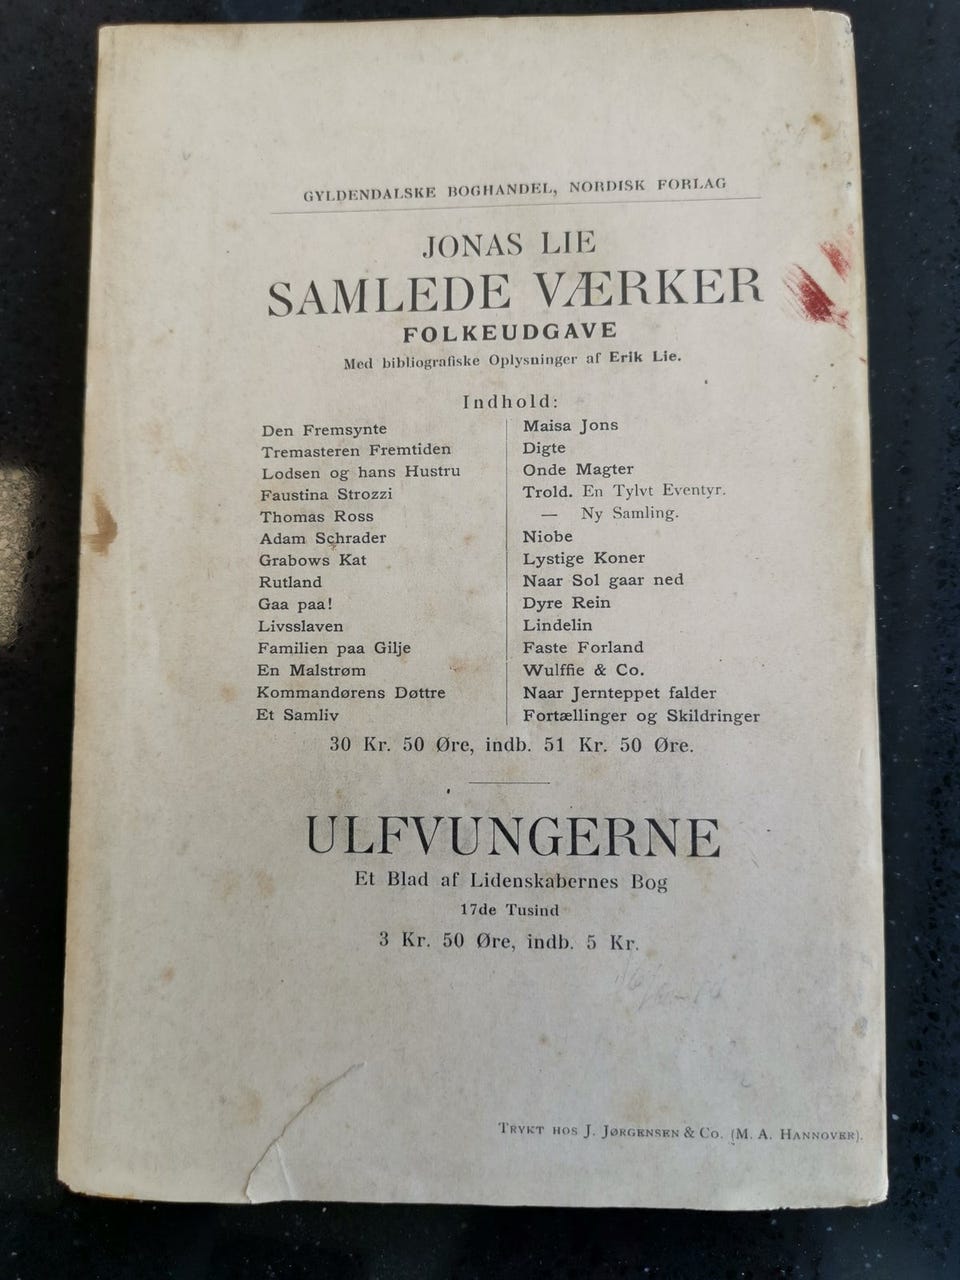 GYLDENDALSKE BOGHANDEL, NORDISK FORLAG
JONAS LIE
SAMLEDE VÆRKER
FOLKEUDGAVE
Med bibliografiske Oplysninger af Erik Lie.
Indhold:
Den Fremsynte
Tremasteren Fremtiden
Lodsen og hans Hustru
Faustina Strozzi
Thomas Ross
Adam Schrader
Grabows Kat
Rutland
Gaa paa!
Livsslaven
Familien paa Gilje
En Malstrøm
Kommandørens Døttre
Et Samliv
Maisa Jons
Digte
Onde Magter
Trold. En Tylvt Eventyr.
— Ny Samling.
Niobe
Lystige Koner
Naar Sol gaar ned
Dyre Rein
Lindelin
Faste Forland
Wulffie & Co.
Naar Jernteppet falder
Fortællinger og Skildringer
30 Kr. 50 Øre, indb. 51 Kr. 50 Øre.
ULFVUNGERNE
Et Blad af Lidenskabernes Bog
17de Tusind
3 Kr. 50 Øre, indb. 5 Kr.
TRYKT HOS J. JØRGENSEN & CO. (M. A. HANNOVER).